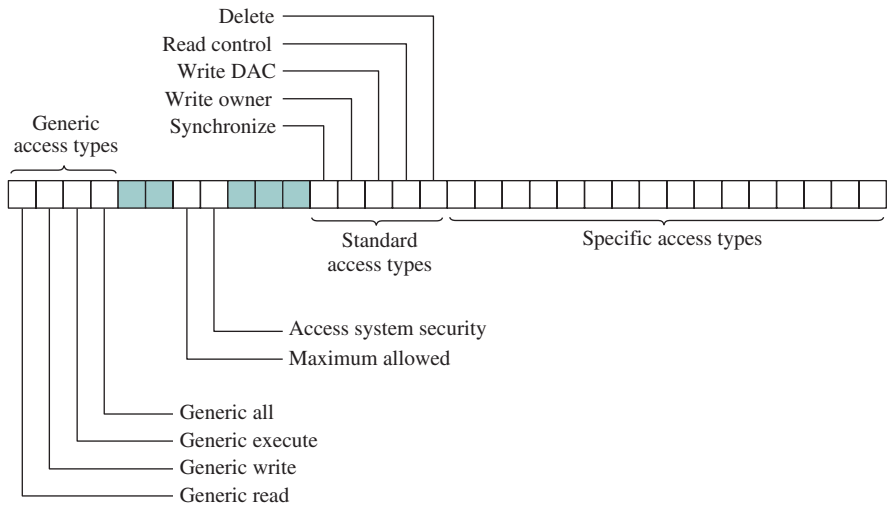 Delete
Read control
Write DAC
Write owner
Synchronize
Generic
access types
Standard
access types
Specific access types
Access system security
Maximum allowed
Generic all
Generic execute
Generic write
Generic read